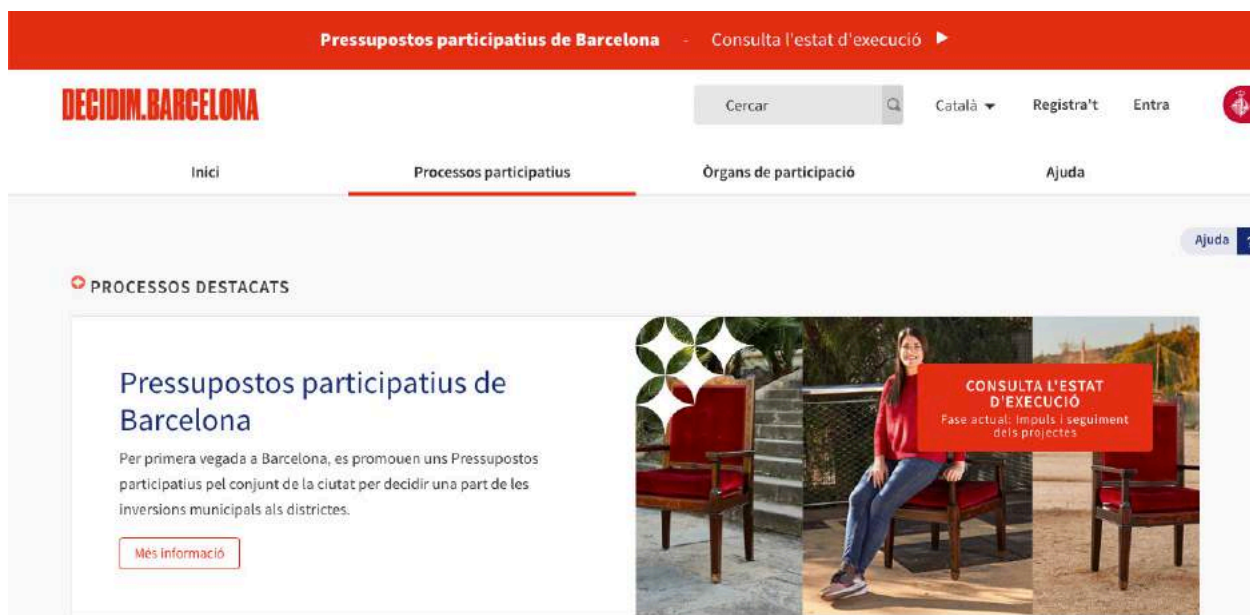 Pressupostos participatius de Barcelona - Consulta l'estat d'execució
DECIDIM.BARCELONA
Cercar
Català
Registra't
Entra
Inici
Processos participatius
Òrgans de participació
Ajuda
Ajuda
PROCESSOS DESTACATS
Pressupostos participatius de
Barcelona
Per primera vegada a Barcelona, es promouen uns Pressupostos
participatius pel conjunt de la ciutat per decidir una part de les
inversions municipals als districtes.
Més informació
CONSULTA L'ESTAT
D'EXECUCIÓ
Fase actual: Impuls i seguiment
dels projectes